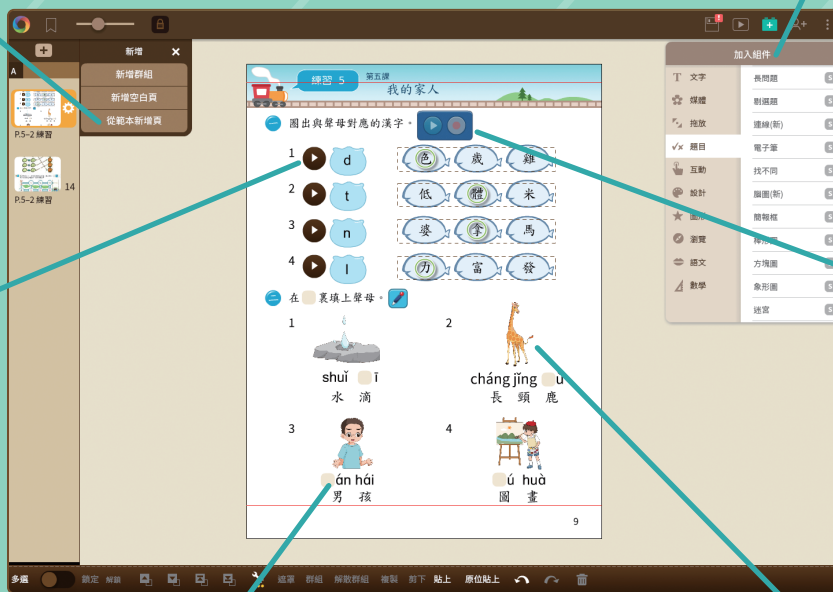 新增
新增群組
新增空白頁
從範本新增頁
A
P.5-2 練習
14
P.5-2 練習
加入組件
文字
媒體
拖放
題目
互動
設計
瀏覽
語文
數學
長問題
連線(新)
電子筆
找不同
腦圖(新)
簡報框
方塊圖
象形圖
迷宮
練習 5
第五課
我的家人
一 圈出與聲母對應的漢字。
1 d 色 歲 雞
2 t 低 體 米
3 n 婆 拿 馬
4 l 力 富 發
二 在 裏填上聲母。
1
shuǐ ī
水 滴
2
cháng jǐng ù
長 頸 鹿
3
án hái
男 孩
4
ú huà
圖 畫
9
多選 鎖定 解鎖 遮罩 群組 解散群組 複製 剪下 貼上 原位貼上